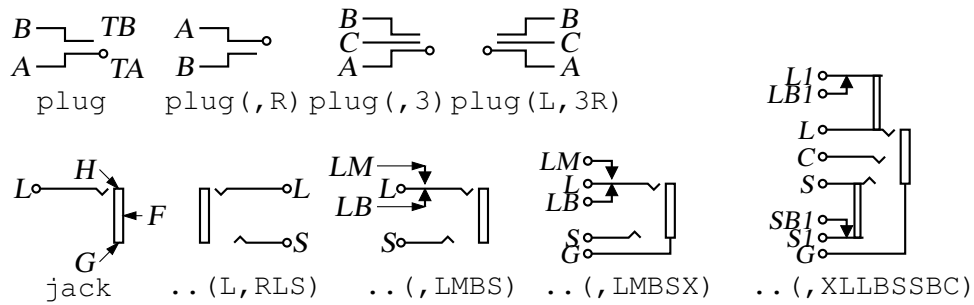 B TB
A TA
plug
A
B
plug(,R)
B
C
A
plug(,3)
B
C
A
plug(L,3R)
L H
F
G
jack
L
S
..(L,RLS)
LM
L
LB
S
..(,LMBS)
LM
L
LB
S
G
..(,LMBSX)
L1
LB1
L
C
S
SB1
S1
G
..(,XLLBSSBC)